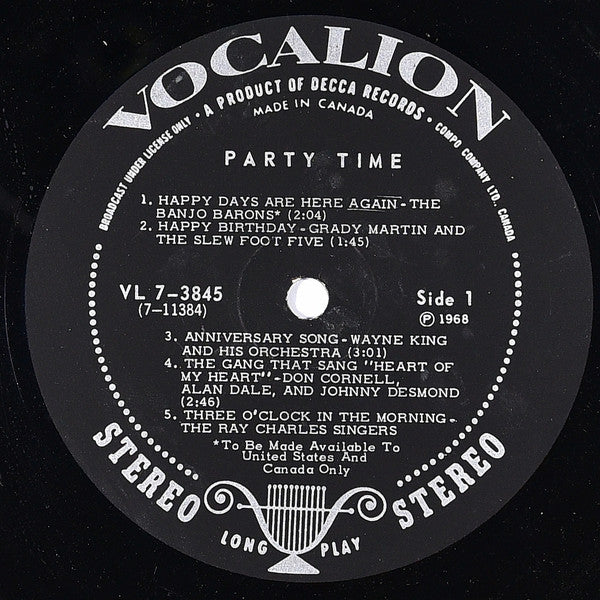 VOCALION
· A PRODUCT OF DECCA RECORDS ·
BROADCAST UNDER LICENSE ONLY · COMPO COMPANY LTD., CANADA
MADE IN CANADA
PARTY TIME
1. HAPPY DAYS ARE HERE AGAIN-THE
BANJO BARONS* (2:04)
2. HAPPY BIRTHDAY-GRADY MARTIN AND
THE SLEW FOOT FIVE (1:45)
VL 7-3845
(7-11384)
Side 1
℗ 1968
3. ANNIVERSARY SONG-WAYNE KING
AND HIS ORCHESTRA (3:01)
4. THE GANG THAT SANG "HEART OF
MY HEART"-DON CORNELL,
ALAN DALE, AND JOHNNY DESMOND
(2:46)
5. THREE O'CLOCK IN THE MORNING-
THE RAY CHARLES SINGERS
*To Be Made Available To
United States And
Canada Only
STEREO
STEREO
LONG PLAY